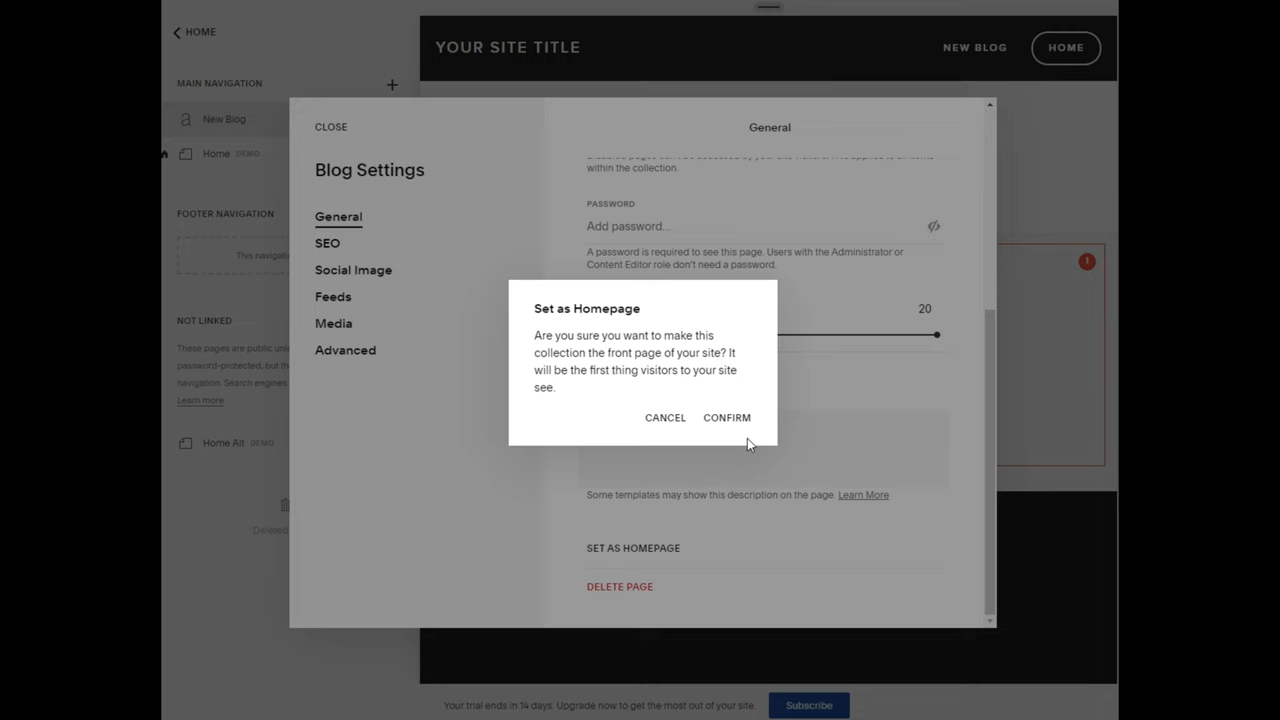 HOME
MAIN NAVIGATION
New Blog
Home DEMO
FOOTER NAVIGATION
This
NOT LINKED
These pages are public
password-protected, but
navigation. Search engines
Learn more
Home Alt DEMO
Deleted
YOUR SITE TITLE
NEW BLOG
HOME
CLOSE
Blog Settings
General
SEO
Social Image
Feeds
Media
Advanced
General
within the collection.
PASSWORD
Add password...
A password is required to see this page. Users with the Administrator or
Content Editor role don't need a password.
20
Set as Homepage
Are you sure you want to make this
collection the front page of your site? It
will be the first thing visitors to your site
see.
CANCEL CONFIRM
Some templates may show this description on the page. Learn More
SET AS HOMEPAGE
DELETE PAGE
Your trial ends in 14 days. Upgrade now to get the most out of your site.
Subscribe